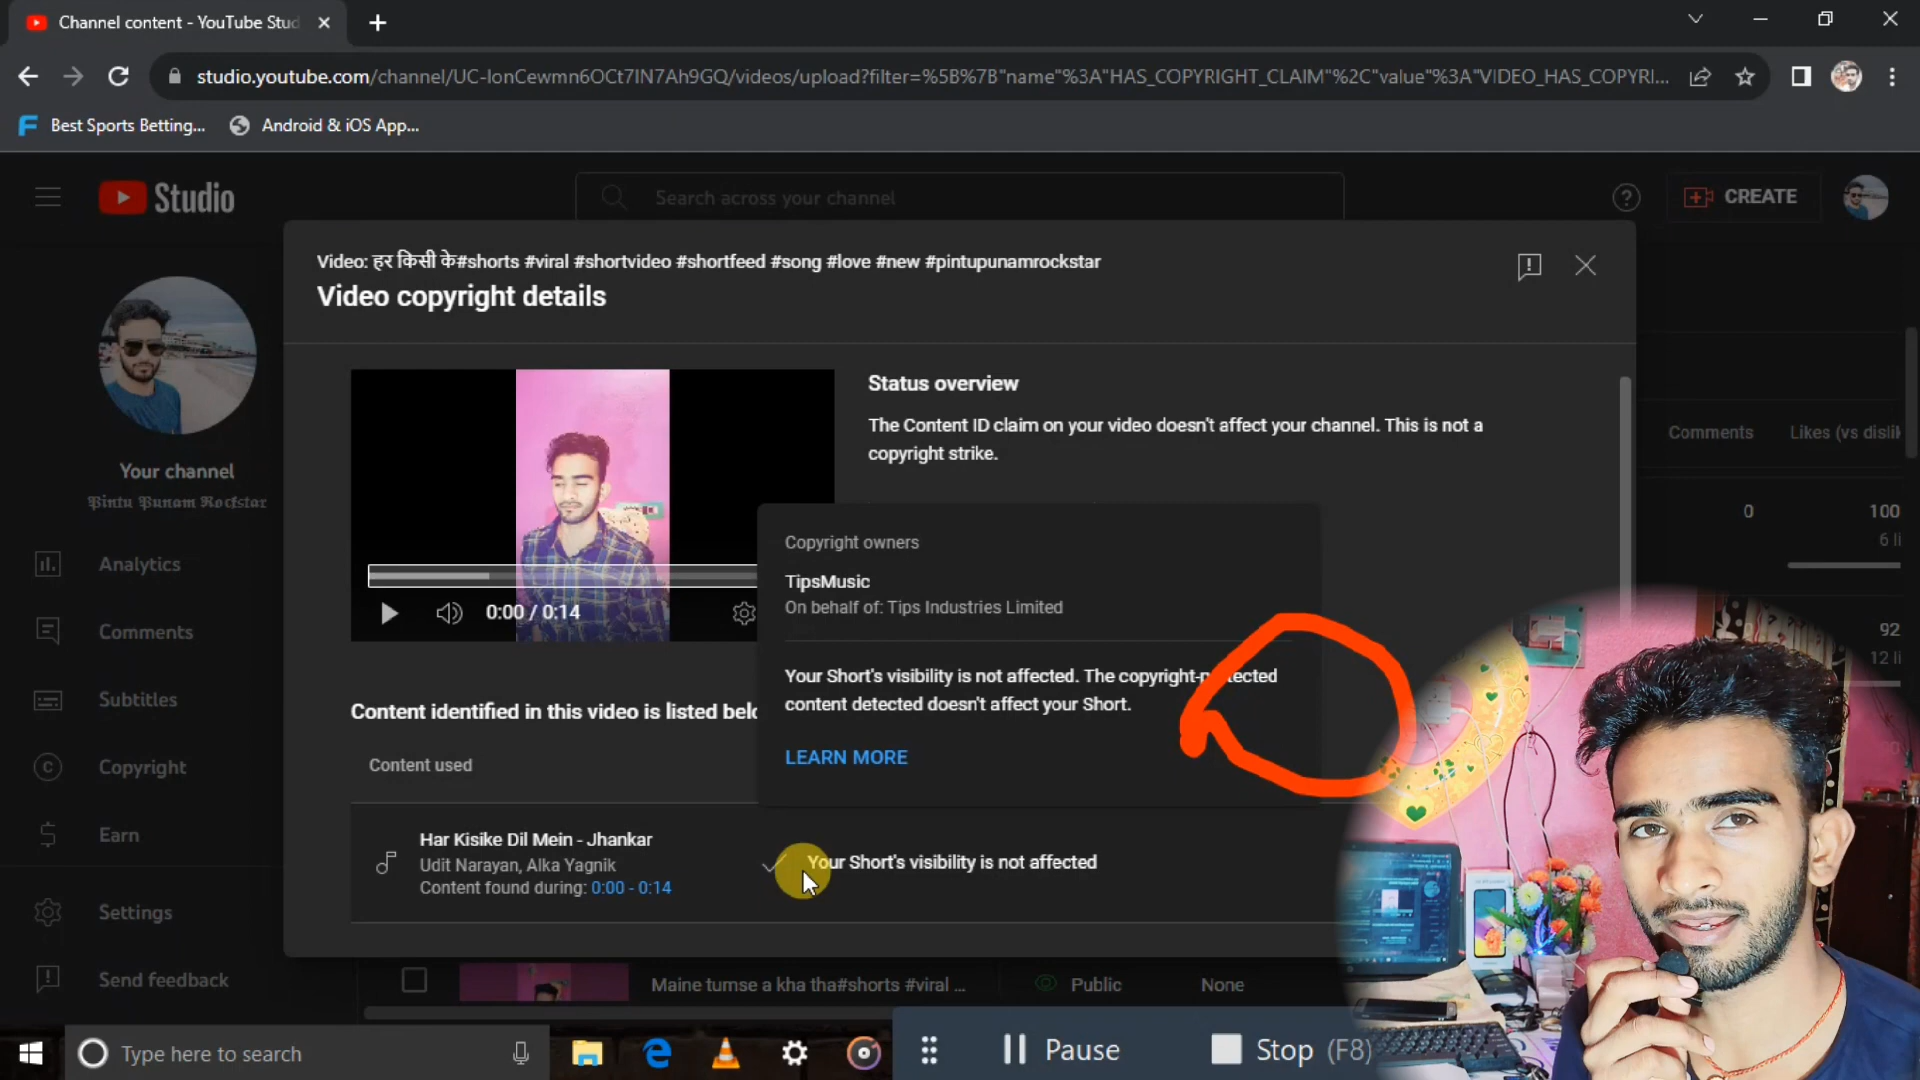 Channel content - YouTube Stud
studio.youtube.com/channel/UC-IonCewmn6OCt7IN7Ah9GQ/videos/upload?filter=%5B%7B"name"%3A"HAS_COPYRIGHT_CLAIM"%2C"value"%3A"VIDEO_HAS_COPYRI...
Best Sports Betting...
Android & iOS App...
Studio
Search across your channel
CREATE
Video: हर किसी के#shorts #viral #shortvideo #shortfeed #song #love #new #pintupunamrockstar
Video copyright details
Status overview
The Content ID claim on your video doesn't affect your channel. This is not a
copyright strike.
Comments
Likes (vs dislik
Your channel
𝕻intu 𝕻unam 𝕽ockstar
0
100
6 li
Copyright owners
TipsMusic
On behalf of: Tips Industries Limited
Analytics
0:00 / 0:14
Comments
92
12 li
Your Short's visibility is not affected. The copyright-p tected
content detected doesn't affect your Short.
Subtitles
Content identified in this video is listed belo
LEARN MORE
Copyright
Content used
Earn
Har Kisike Dil Mein - Jhankar
Udit Narayan, Alka Yagnik
Content found during: 0:00 - 0:14
Your Short's visibility is not affected
Settings
Send feedback
Maine tumse a kha tha#shorts #viral ...
Public
None
Type here to search
Pause
Stop (F8)